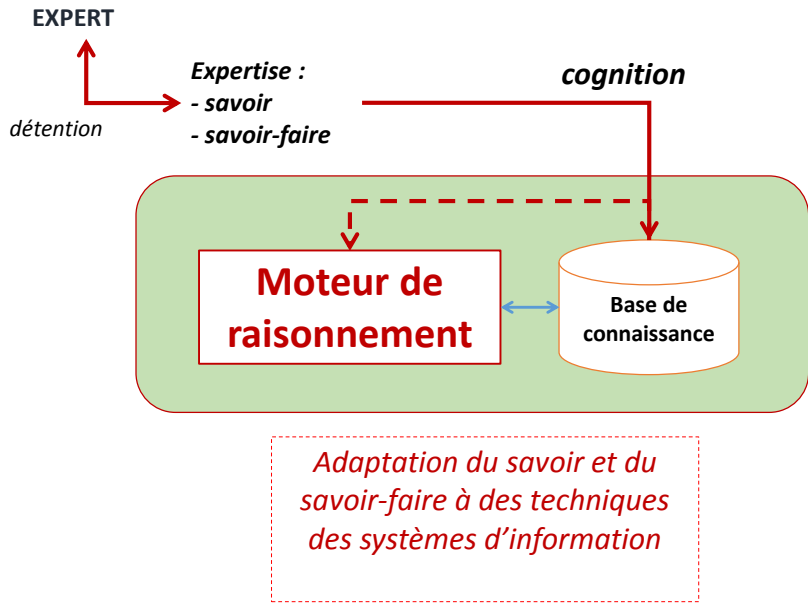 EXPERT
Expertise :
- savoir
- savoir-faire
cognition
détention
Moteur de
raisonnement
Base de
connaissance
Adaptation du savoir et du
savoir-faire à des techniques
des systèmes d’information